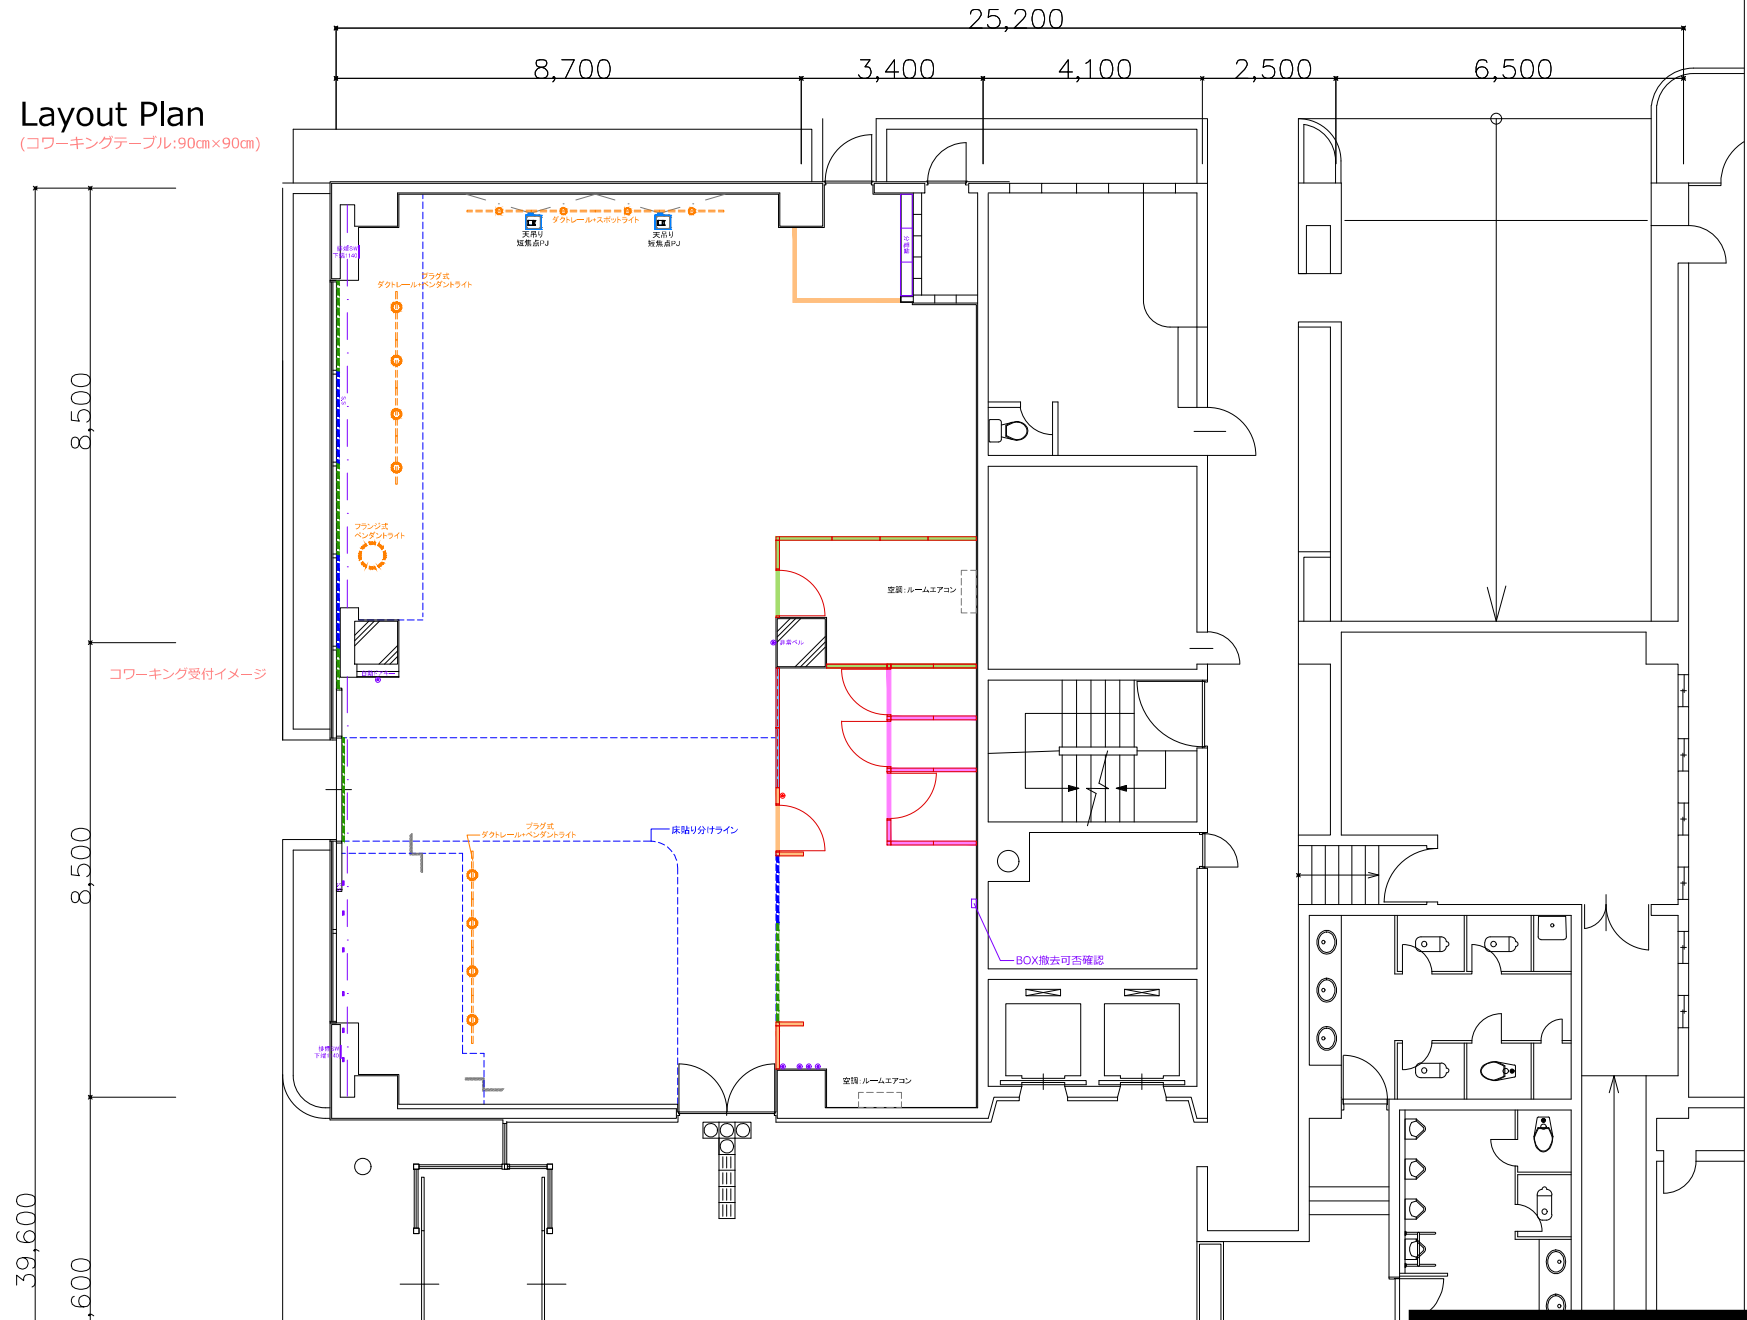 25,200
8,700
3,400
4,100
2,500
6,500
Layout Plan
(コワーキングテーブル:90㎝×90㎝)
ダクトレール+スポットライト
天吊り
短焦点PJ
天吊り
短焦点PJ
プラグ式
ダクトレール+ペンダントライト
8,500
フランジ式
ペンダントライト
空調:ルームエアコン
非常ベル
コワーキング受付イメージ
プラグ式
ダクトレール+ペンダントライト
床貼り分けライン
8,500
BOX撤去可否確認
空調:ルームエアコン
39,600
,600